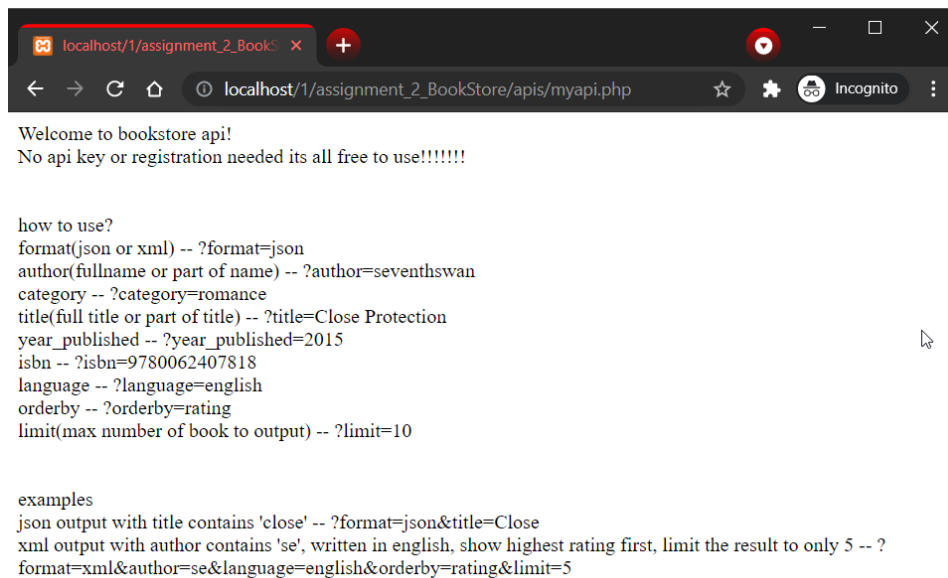 localhost/1/assignment_2_BookS
localhost/1/assignment_2_BookStore/apis/myapi.php
Incognito
Welcome to bookstore api!
No api key or registration needed its all free to use!!!!!!!
how to use?
format(json or xml) -- ?format=json
author(fullname or part of name) -- ?author=seventhswan
category -- ?category=romance
title(full title or part of title) -- ?title=Close Protection
year_published -- ?year_published=2015
isbn -- ?isbn=9780062407818
language -- ?language=english
orderby -- ?orderby=rating
limit(max number of book to output) -- ?limit=10
examples
json output with title contains 'close' -- ?format=json&title=Close
xml output with author contains 'se', written in english, show highest rating first, limit the result to only 5 -- ?
format=xml&author=se&language=english&orderby=rating&limit=5